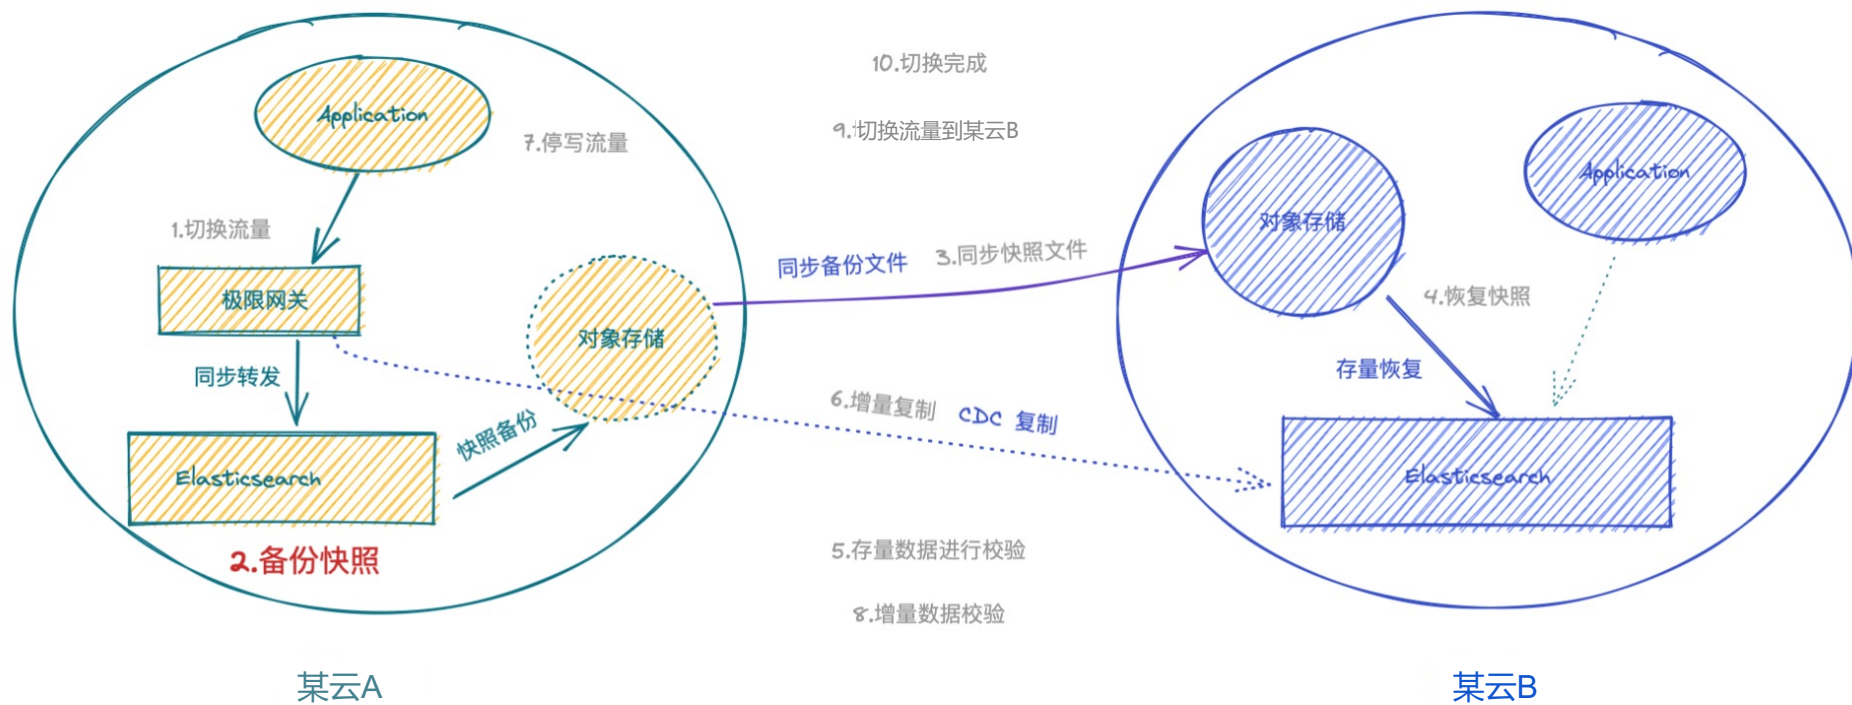 10.切换完成
9.切换流量到某云B
Application
7.停写流量
Application
1.切换流量
对象存储
同步备份文件 3.同步快照文件
极限网关
4.恢复快照
对象存储
同步转发
存量恢复
6.增量复制 CDC 复制
快照备份
Elasticsearch
Elasticsearch
2.备份快照
5.存量数据进行校验
8.增量数据校验
某云A
某云B